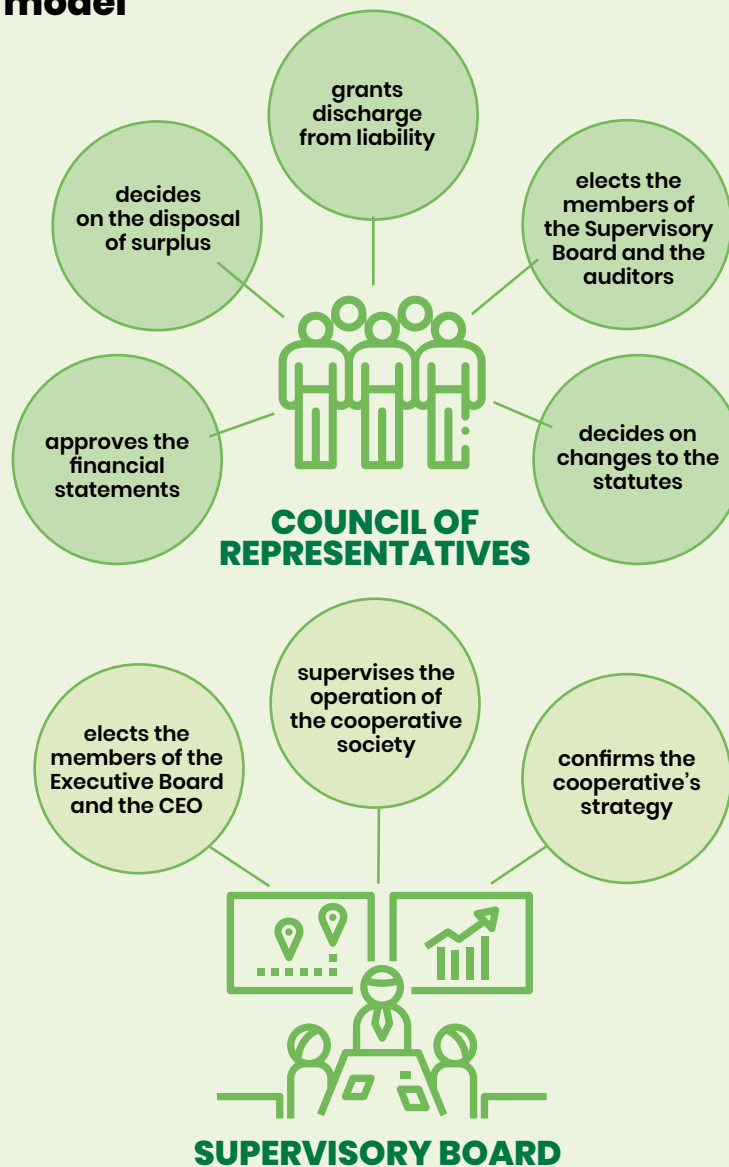 model
grants
discharge
from liability
decides
on the disposal
of surplus
elects the
members of
the Supervisory
Board and the
auditors
approves the
financial
statements
decides on
changes to the
statutes
COUNCIL OF
REPRESENTATIVES
supervises the
operation of
the cooperative
society
elects the
members of the
Executive Board
and the CEO
confirms the
cooperative's
strategy
SUPERVISORY BOARD